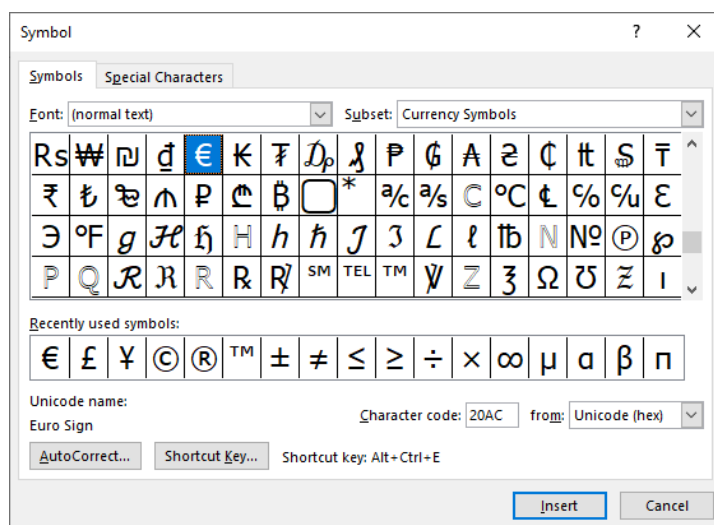 Symbol ? ×
Symbols Special Characters
Font: (normal text) Subset: Currency Symbols
₨ ₩ ₪ ₫ € ₭ ₮ ₯ ₰ ₱ ₲ ₳ ₴ ₵ ₶ ₷ ₸
₹ ₺ ₻ ₼ ₽ ₾ ₿ * ℀ ℁ ℂ ℃ ℄ ℅ ℆ ℇ
℈ ℉ ℊ ℋ ℌ ℍ ℎ ℏ ℐ ℑ ℒ ℓ ℔ ℕ № ℗ ℘
ℙ ℚ ℛ ℜ ℝ ℞ ℟ ℠ ℡ ™ ℣ ℤ ℥ Ω ℧ ℨ ℩
Recently used symbols:
€ £ ¥ © ® ™ ± ≠ ≤ ≥ ÷ × ∞ µ α β π
Unicode name:
Euro Sign
Character code: 20AC from: Unicode (hex)
AutoCorrect... Shortcut Key... Shortcut key: Alt+Ctrl+E
Insert Cancel